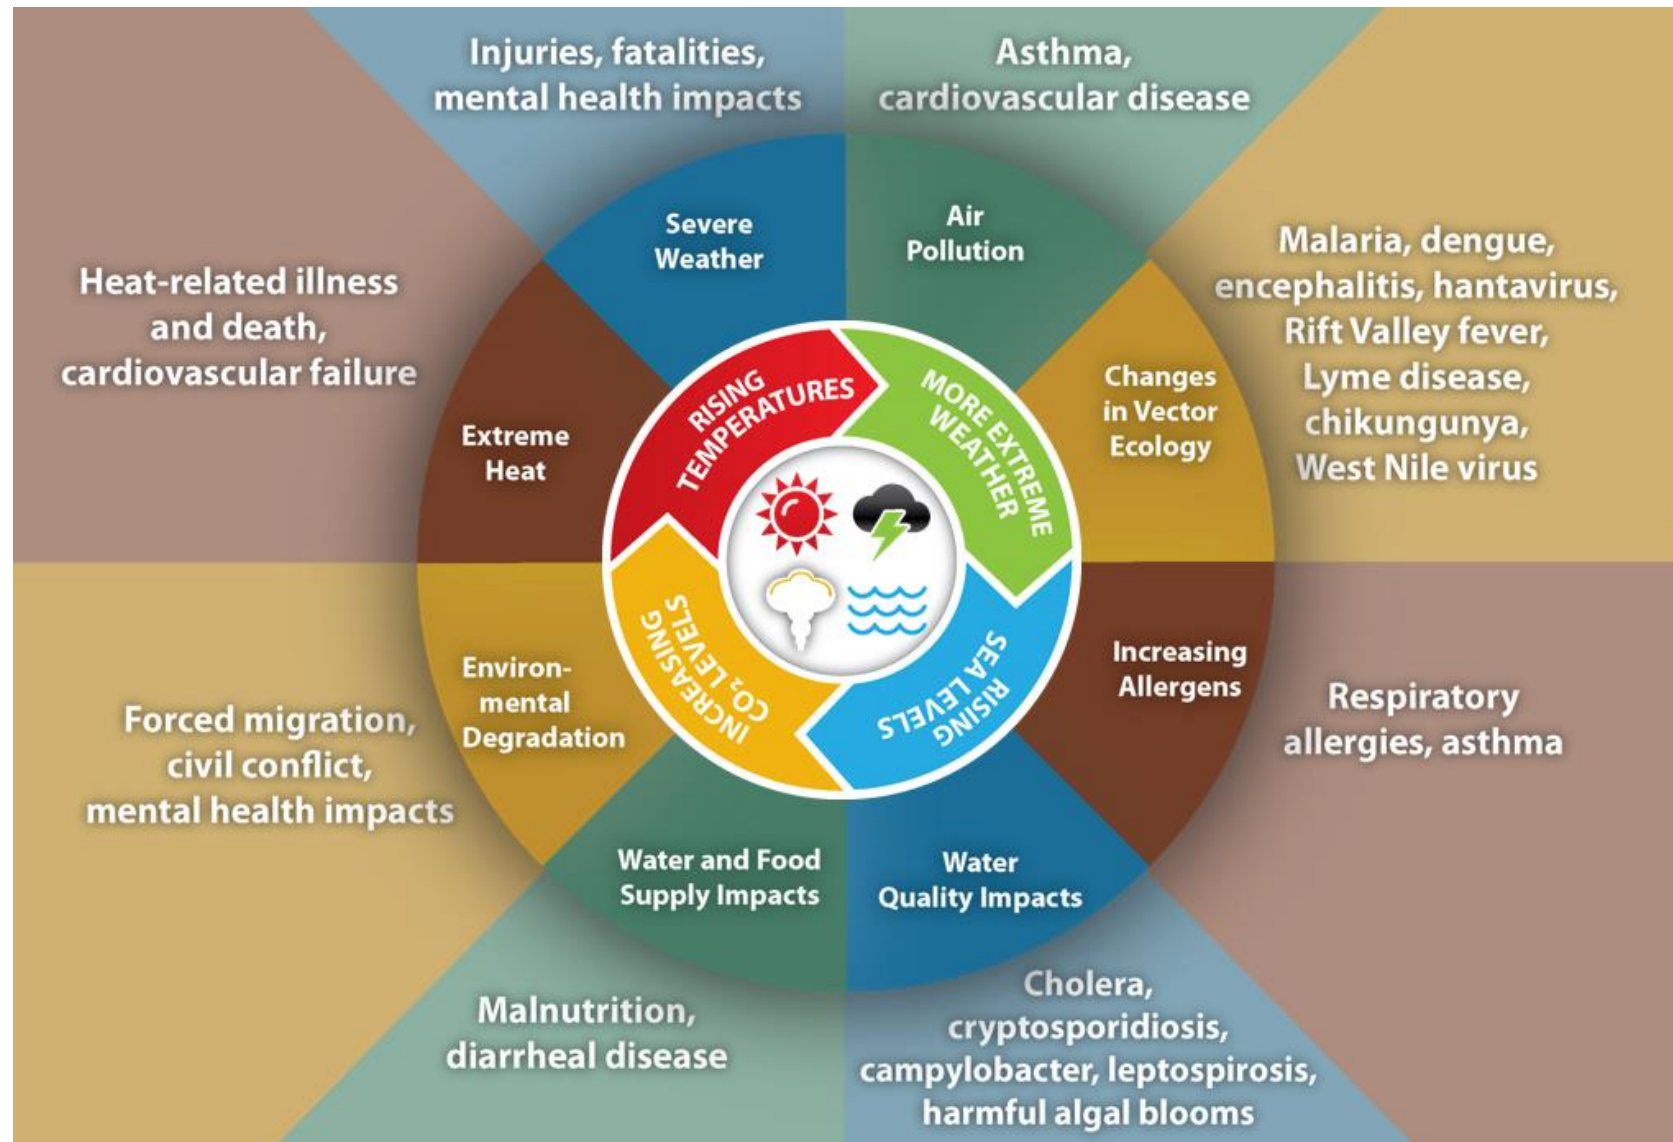 Injuries, fatalities,
mental health impacts
Asthma,
cardiovascular disease
Severe
Weather
Air
Pollution
Heat-related illness
and death,
cardiovascular failure
Malaria, dengue,
encephalitis, hantavirus,
Rift Valley fever,
Lyme disease,
chikungunya,
West Nile virus
Extreme
Heat
Changes
in Vector
Ecology
RISING
TEMPERATURES
MORE EXTREME
WEATHER
INCREASING
CO₂ LEVELS
RISING
SEA LEVELS
Environ-
mental
Degradation
Increasing
Allergens
Forced migration,
civil conflict,
mental health impacts
Respiratory
allergies, asthma
Water and Food
Supply Impacts
Water
Quality Impacts
Malnutrition,
diarrheal disease
Cholera,
cryptosporidiosis,
campylobacter, leptospirosis,
harmful algal blooms